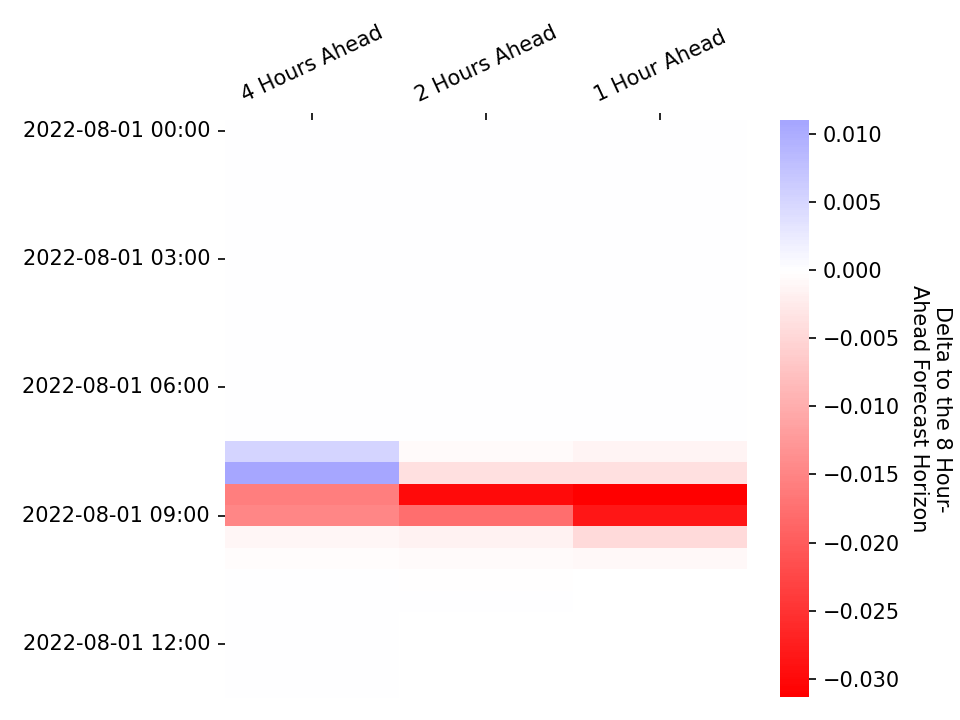 4 Hours Ahead
2 Hours Ahead
1 Hour Ahead
2022-08-01 00:00
2022-08-01 03:00
2022-08-01 06:00
2022-08-01 09:00
2022-08-01 12:00
0.010
0.005
0.000
−0.005
−0.010
−0.015
−0.020
−0.025
−0.030
Delta to the 8 Hour-
Ahead Forecast Horizon